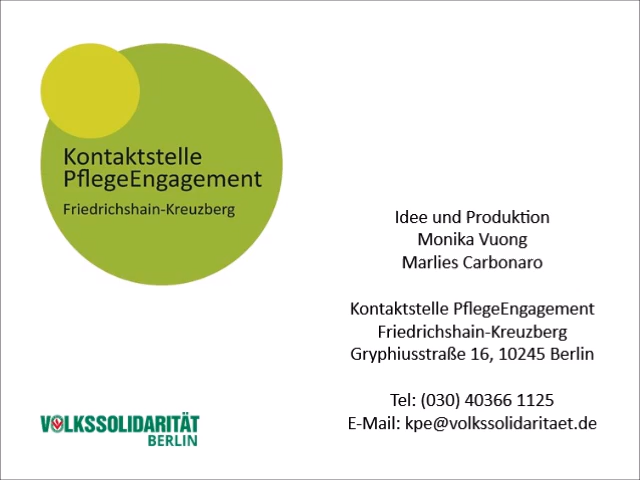 Kontaktstelle
PflegeEngagement
Friedrichshain-Kreuzberg
Idee und Produktion
Monika Vuong
Marlies Carbonaro
Kontaktstelle PflegeEngagement
Friedrichshain-Kreuzberg
Gryphiusstraße 16, 10245 Berlin
Tel: (030) 40366 1125
E-Mail: kpe@volkssolidaritaet.de
VOLKSSOLIDARITÄT
BERLIN